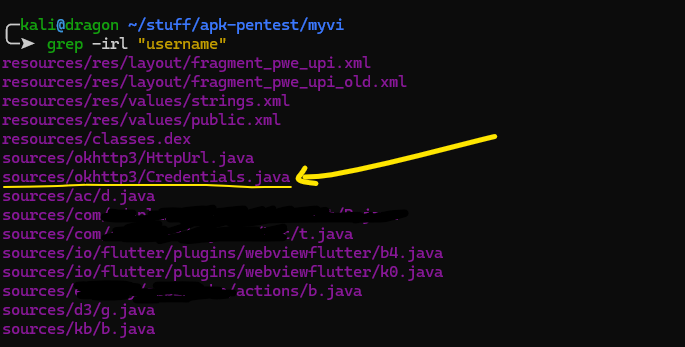 kali@dragon ~/stuff/apk-pentest/myvi
grep -irl "username"
resources/res/layout/fragment_pwe_upi.xml
resources/res/layout/fragment_pwe_upi_old.xml
resources/res/values/strings.xml
resources/res/values/public.xml
resources/classes.dex
sources/okhttp3/HttpUrl.java
sources/okhttp3/Credentials.java
sources/ac/d.java
sources/com/
sources/com/ /t.java
sources/io/flutter/plugins/webviewflutter/b4.java
sources/io/flutter/plugins/webviewflutter/k0.java
sources/ /actions/b.java
sources/d3/g.java
sources/kb/b.java